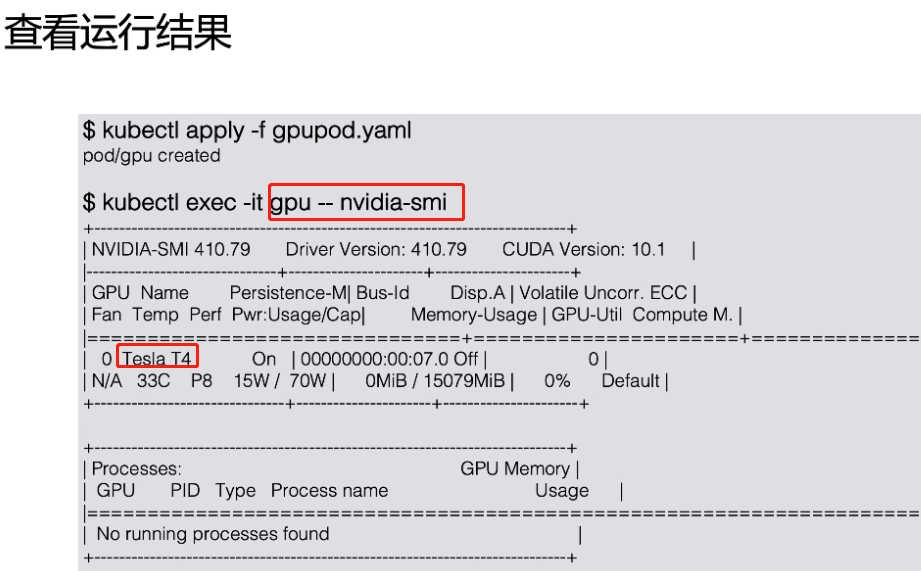 查看运行结果
$ kubectl apply -f gpupod.yaml
pod/gpu created
$ kubectl exec -it gpu -- nvidia-smi
+-----------------------------------------------------------------------------+
| NVIDIA-SMI 410.79 Driver Version: 410.79 CUDA Version: 10.1 |
|-------------------------------+----------------------+----------------------+
| GPU Name Persistence-M| Bus-Id Disp.A | Volatile Uncorr. ECC |
| Fan Temp Perf Pwr:Usage/Cap| Memory-Usage | GPU-Util Compute M. |
|===============================+======================+======================
| 0 Tesla T4 On | 00000000:00:07.0 Off | 0 |
| N/A 33C P8 15W / 70W | 0MiB / 15079MiB | 0% Default |
+-------------------------------+----------------------+----------------------+
+-----------------------------------------------------------------------------+
| Processes: GPU Memory |
| GPU PID Type Process name Usage |
|=============================================================================
| No running processes found |
+-----------------------------------------------------------------------------+